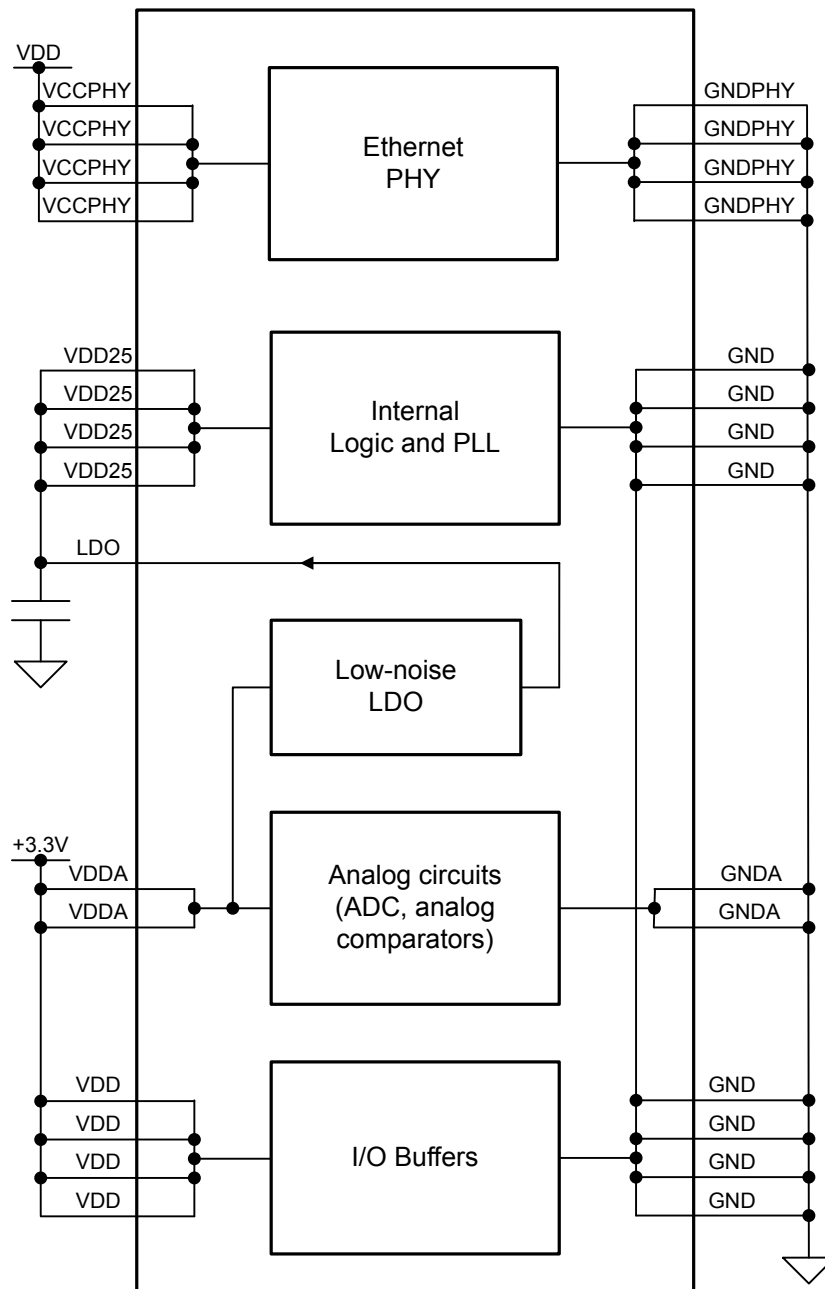 VDD
VCCPHY
VCCPHY
VCCPHY
VCCPHY
Ethernet
PHY
GNDPHY
GNDPHY
GNDPHY
GNDPHY
VDD25
VDD25
VDD25
VDD25
Internal
Logic and PLL
GND
GND
GND
GND
LDO
Low-noise
LDO
+3.3V
VDDA
VDDA
Analog circuits
(ADC, analog
comparators)
GNDA
GNDA
VDD
VDD
VDD
VDD
I/O Buffers
GND
GND
GND
GND